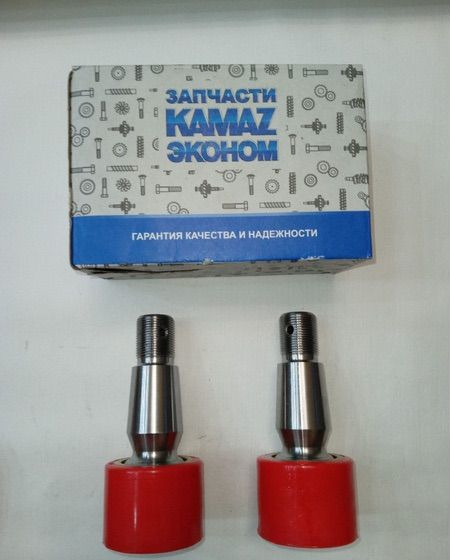 ЗАПЧАСТИ
KAMAZ
ЭКОНОМ
ГАРАНТИЯ КАЧЕСТВА И НАДЕЖНОСТИ